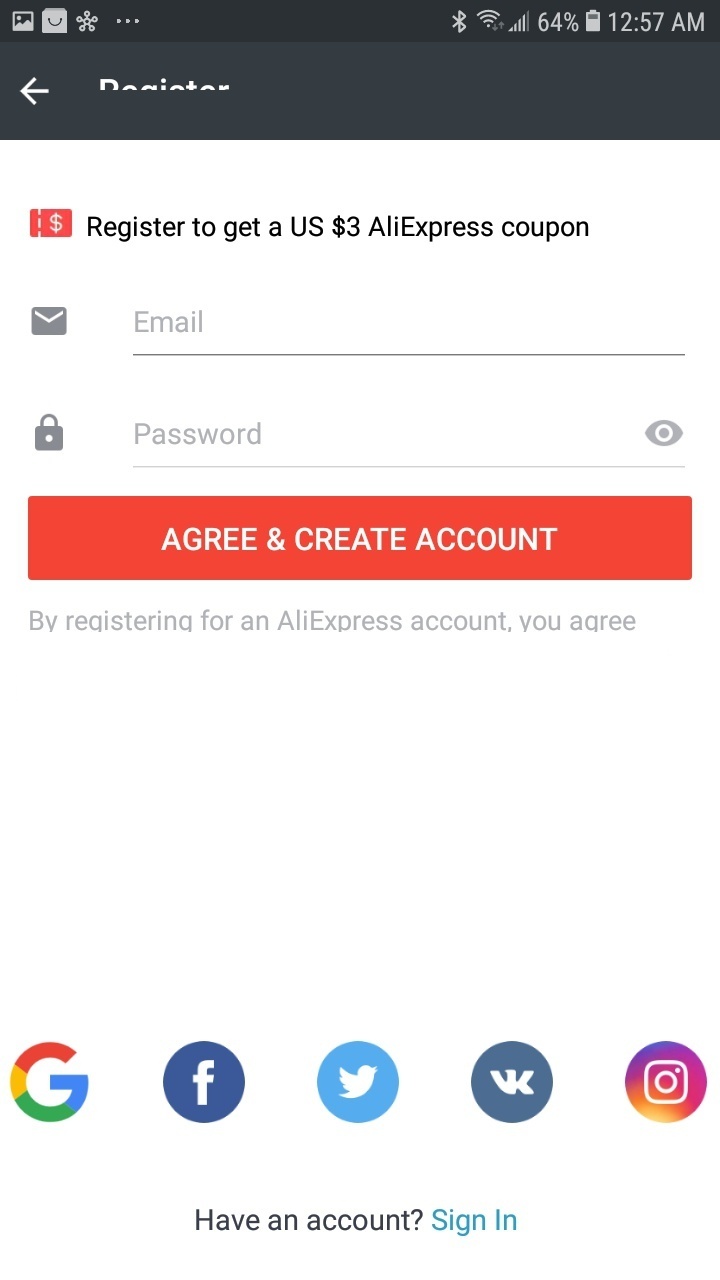 64% 12:57 AM
Register
Register to get a US $3 AliExpress coupon
Email
Password
AGREE & CREATE ACCOUNT
By registering for an AliExpress account, you agree
Have an account? Sign In